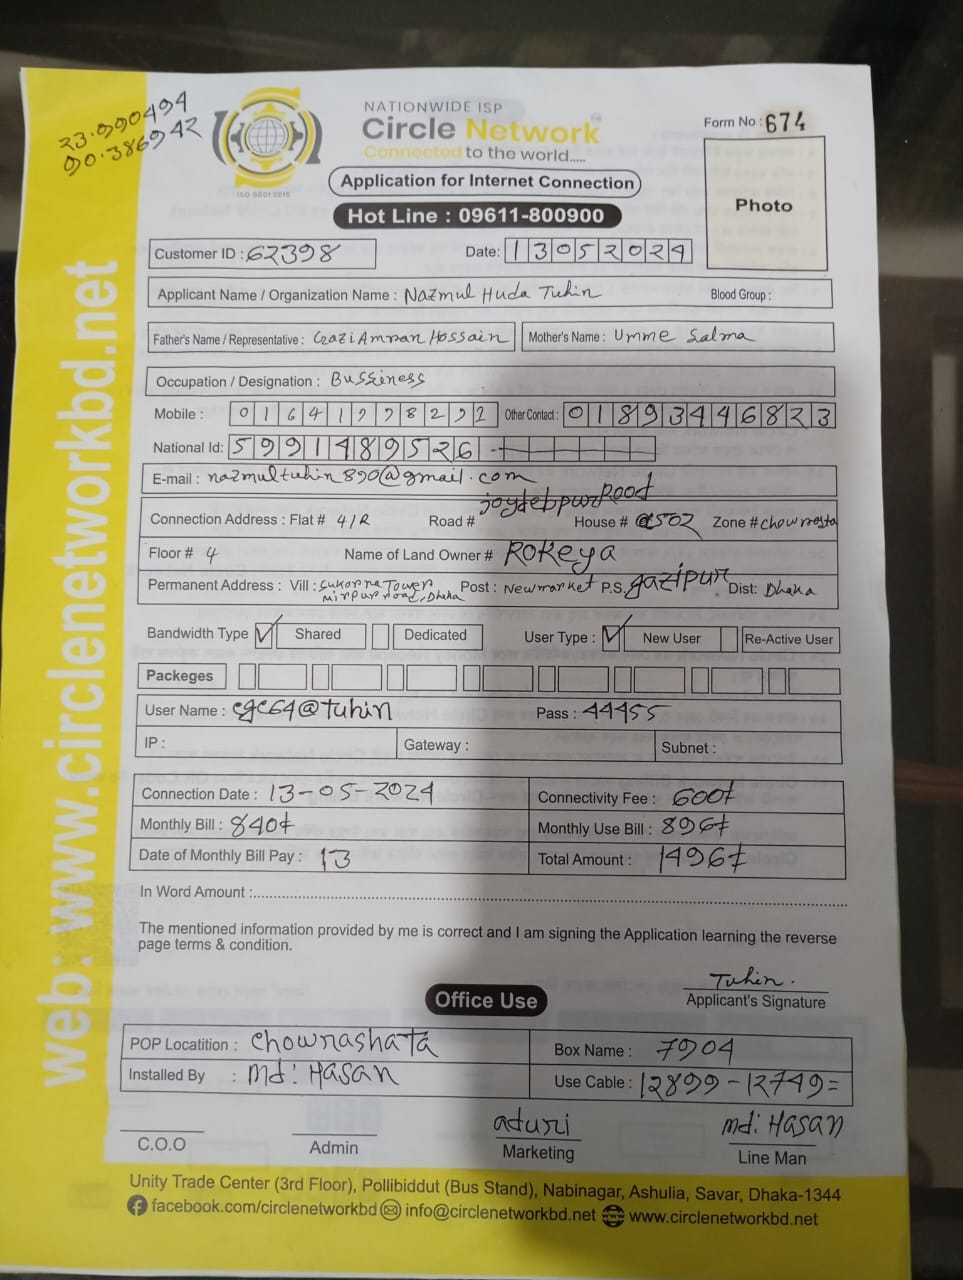 23.990494
90.386942
NATIONWIDE ISP
Circle Network
Connected to the world.....
ISO 9001:2015
Application for Internet Connection
Hot Line : 09611-800900
Form No : 674
Photo
Customer ID : 62398
Date: 13052024
Applicant Name / Organization Name : Nazmul Huda Tuhin Blood Group :
Father's Name / Representative : Gazi Amran Hossain Mother's Name : Umme Salma
Occupation / Designation : Bussiness
Mobile : Other Contact : 01893446823
National Id: 5991489526
E-mail : nazmultuhin890@gmail.com
Connection Address : Flat # 4/R Road # joydebpur Rood House # Zone #
Floor # 4 Name of Land Owner # Rokeya
Permanent Address : Vill : Sukorna Tower Mirpur road, Dhaka Post : Newmarket P.S. gazipur Dist: Dhaka
Bandwidth Type Shared Dedicated User Type : New User Re-Active User
Packeges
User Name : cgc64@tuhin Pass : 44455
IP : Gateway : Subnet :
Connection Date : 13-05-2024 Connectivity Fee : 600৳
Monthly Bill : 840৳ Monthly Use Bill : 896৳
Date of Monthly Bill Pay : 13 Total Amount : 1496৳
In Word Amount :
The mentioned information provided by me is correct and I am signing the Application learning the reverse
page terms & condition.
Tuhin.
Applicant's Signature
Office Use
POP Locatition : Chowrashata Box Name : 7904
Installed By : Md: Hasan Use Cable : 12899-12749=
C.O.O
Admin
aduri
Marketing
Md: Hasan
Line Man
Unity Trade Center (3rd Floor), Pollibiddut (Bus Stand), Nabinagar, Ashulia, Savar, Dhaka-1344
facebook.com/circlenetworkbd info@circlenetworkbd.net www.circlenetworkbd.net
web: www.circlenetworkbd.net